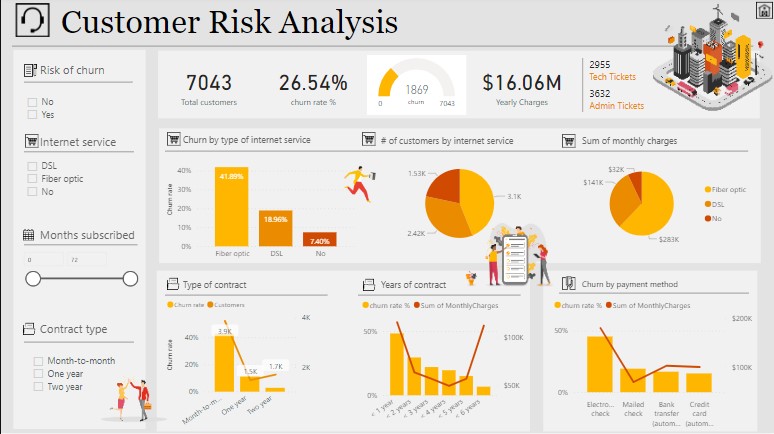 Customer Risk Analysis
Risk of churn
No
Yes
Internet service
DSL
Fiber optic
No
Months subscribed
0 72
Contract type
Month-to-month
One year
Two year
7043
Total customers
26.54%
churn rate %
1869
0 churn 7043
$16.06M
Yearly Charges
2955
Tech Tickets
3632
Admin Tickets
Churn by type of internet service
Churn rate
40%
30%
20%
10%
0%
41.89%
18.96%
7.40%
Fiber optic DSL No
# of customers by internet service
1.53K
3.1K
2.42K
Sum of monthly charges
$32K
$141K
$283K
Fiber optic
DSL
No
Type of contract
Churn rate Customers
Churn rate
40%
20%
0%
4K
2K
3.9K
1.5K
1.7K
Month-to-m... One year Two year
Years of contract
churn rate % Sum of MonthlyCharges
50%
0%
$100K
$50K
< 1 year < 2 years < 3 years < 4 years < 5 years < 6 years
Churn by payment method
churn rate % Sum of MonthlyCharges
50%
0%
$200K
$100K
Electro... Mailed Bank Credit
check check transfer card
(autom... (autom...